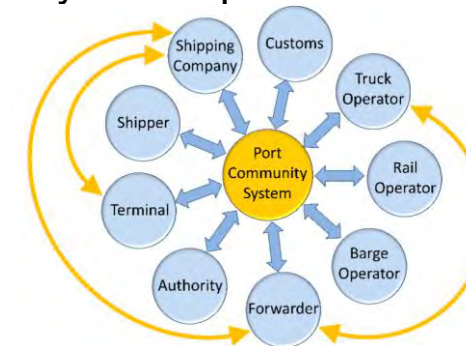 Shipping
Company
Customs
Truck
Operator
Shipper
Port
Community
System
Rail
Operator
Terminal
Barge
Operator
Authority
Forwarder